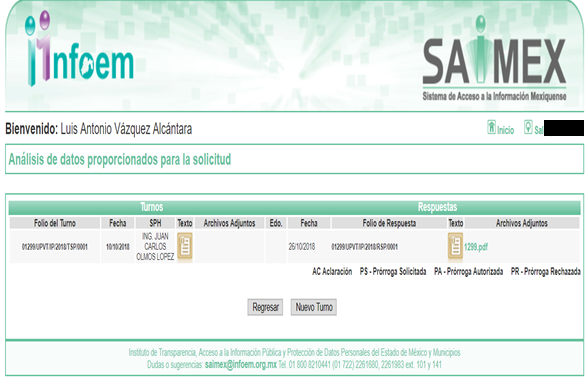 infoem
SAIMEX
Sistema de Acceso a la Información Mexiquense
Bienvenido: Luis Antonio Vázquez Alcántara
Inicio
Sal
Análisis de datos proporcionados para la solicitud
Turnos Respuestas
Folio del Turno Fecha SPH Texto Archivos Adjuntos Edo. Fecha Folio de Respuesta Texto Archivos Adjuntos
01299/UPVT/IP/2018/TSP/0001 10/10/2018 ING. JUAN CARLOS OLMOS LOPEZ 26/10/2018 01299/UPVT/IP/2018/RSP/0001 1299.pdf
AC Aclaración PS - Prórroga Solicitada PA - Prórroga Autorizada PR - Prórroga Rechazada
Regresar Nuevo Turno
Instituto de Transparencia, Acceso a la Información Pública y Protección de Datos Personales del Estado de México y Municipios
Dudas o sugerencias: saimex@infoem.org.mx Tel. 01 800 8210441 (01 722) 2261680, 2261983 ext. 101 y 141